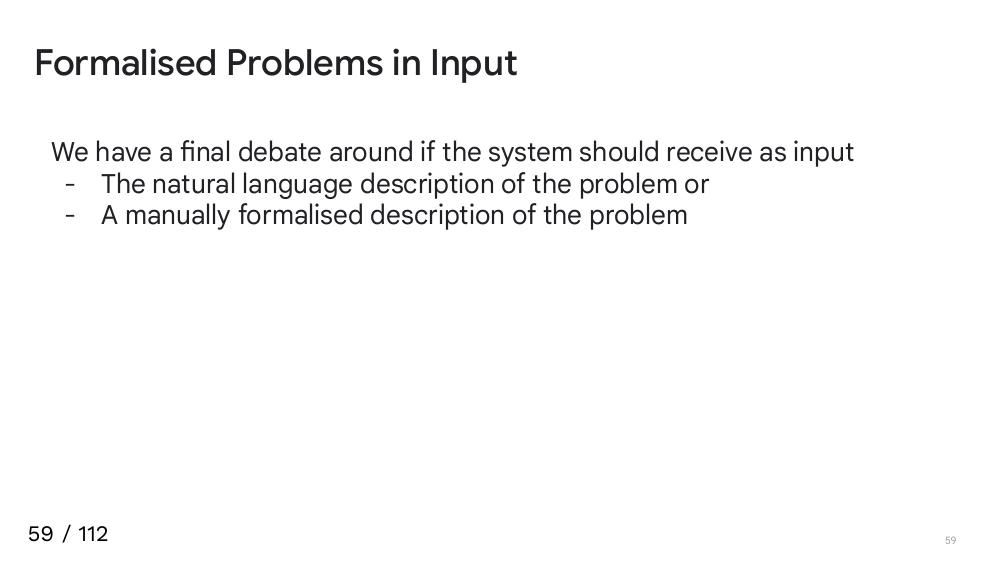 Formalised Problems in Input
We have a final debate around if the system should receive as input
- The natural language description of the problem or
- A manually formalised description of the problem
59 / 112
59